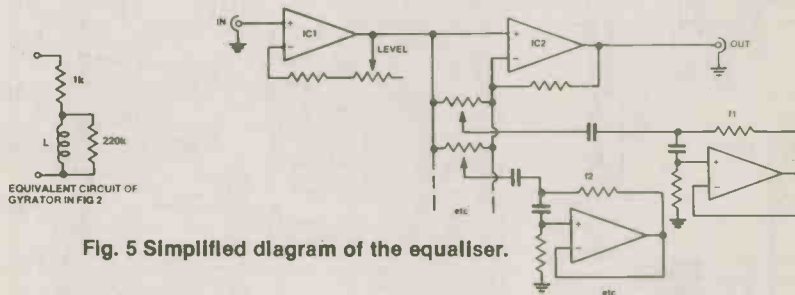 IN
IC1
LEVEL
IC2
OUT
1k
L
220k
EQUIVALENT CIRCUIT OF
GYRATOR IN FIG 2
f1
f2
etc
etc
Fig. 5 Simplified diagram of the equaliser.